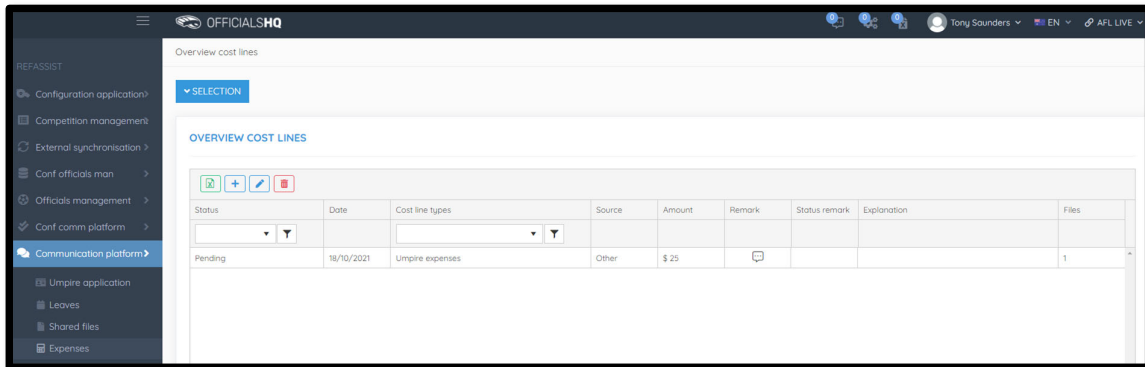 OFFICIALSHQ
0 0 0 Tony Saunders EN AFL LIVE
REFASSIST
Configuration application
Competition management
External synchronisation
Conf officials man
Officials management
Conf comm platform
Communication platform
Umpire application
Leaves
Shared files
Expenses
Overview cost lines
SELECTION
OVERVIEW COST LINES
Status Date Cost line types Source Amount Remark Status remark Explanation Files
Pending 18/10/2021 Umpire expenses Other $ 25 1